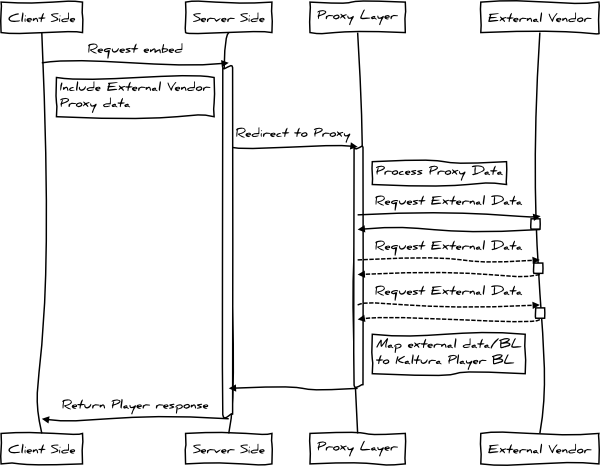 Client Side
Server Side
Proxy Layer
External Vendor
Request embed
Include External Vendor
Proxy data
Redirect to Proxy
Process Proxy Data
Request External Data
Request External Data
Request External Data
Map external data/BL
to Kaltura Player BL
Return Player response
Client Side
Server Side
Proxy Layer
External Vendor